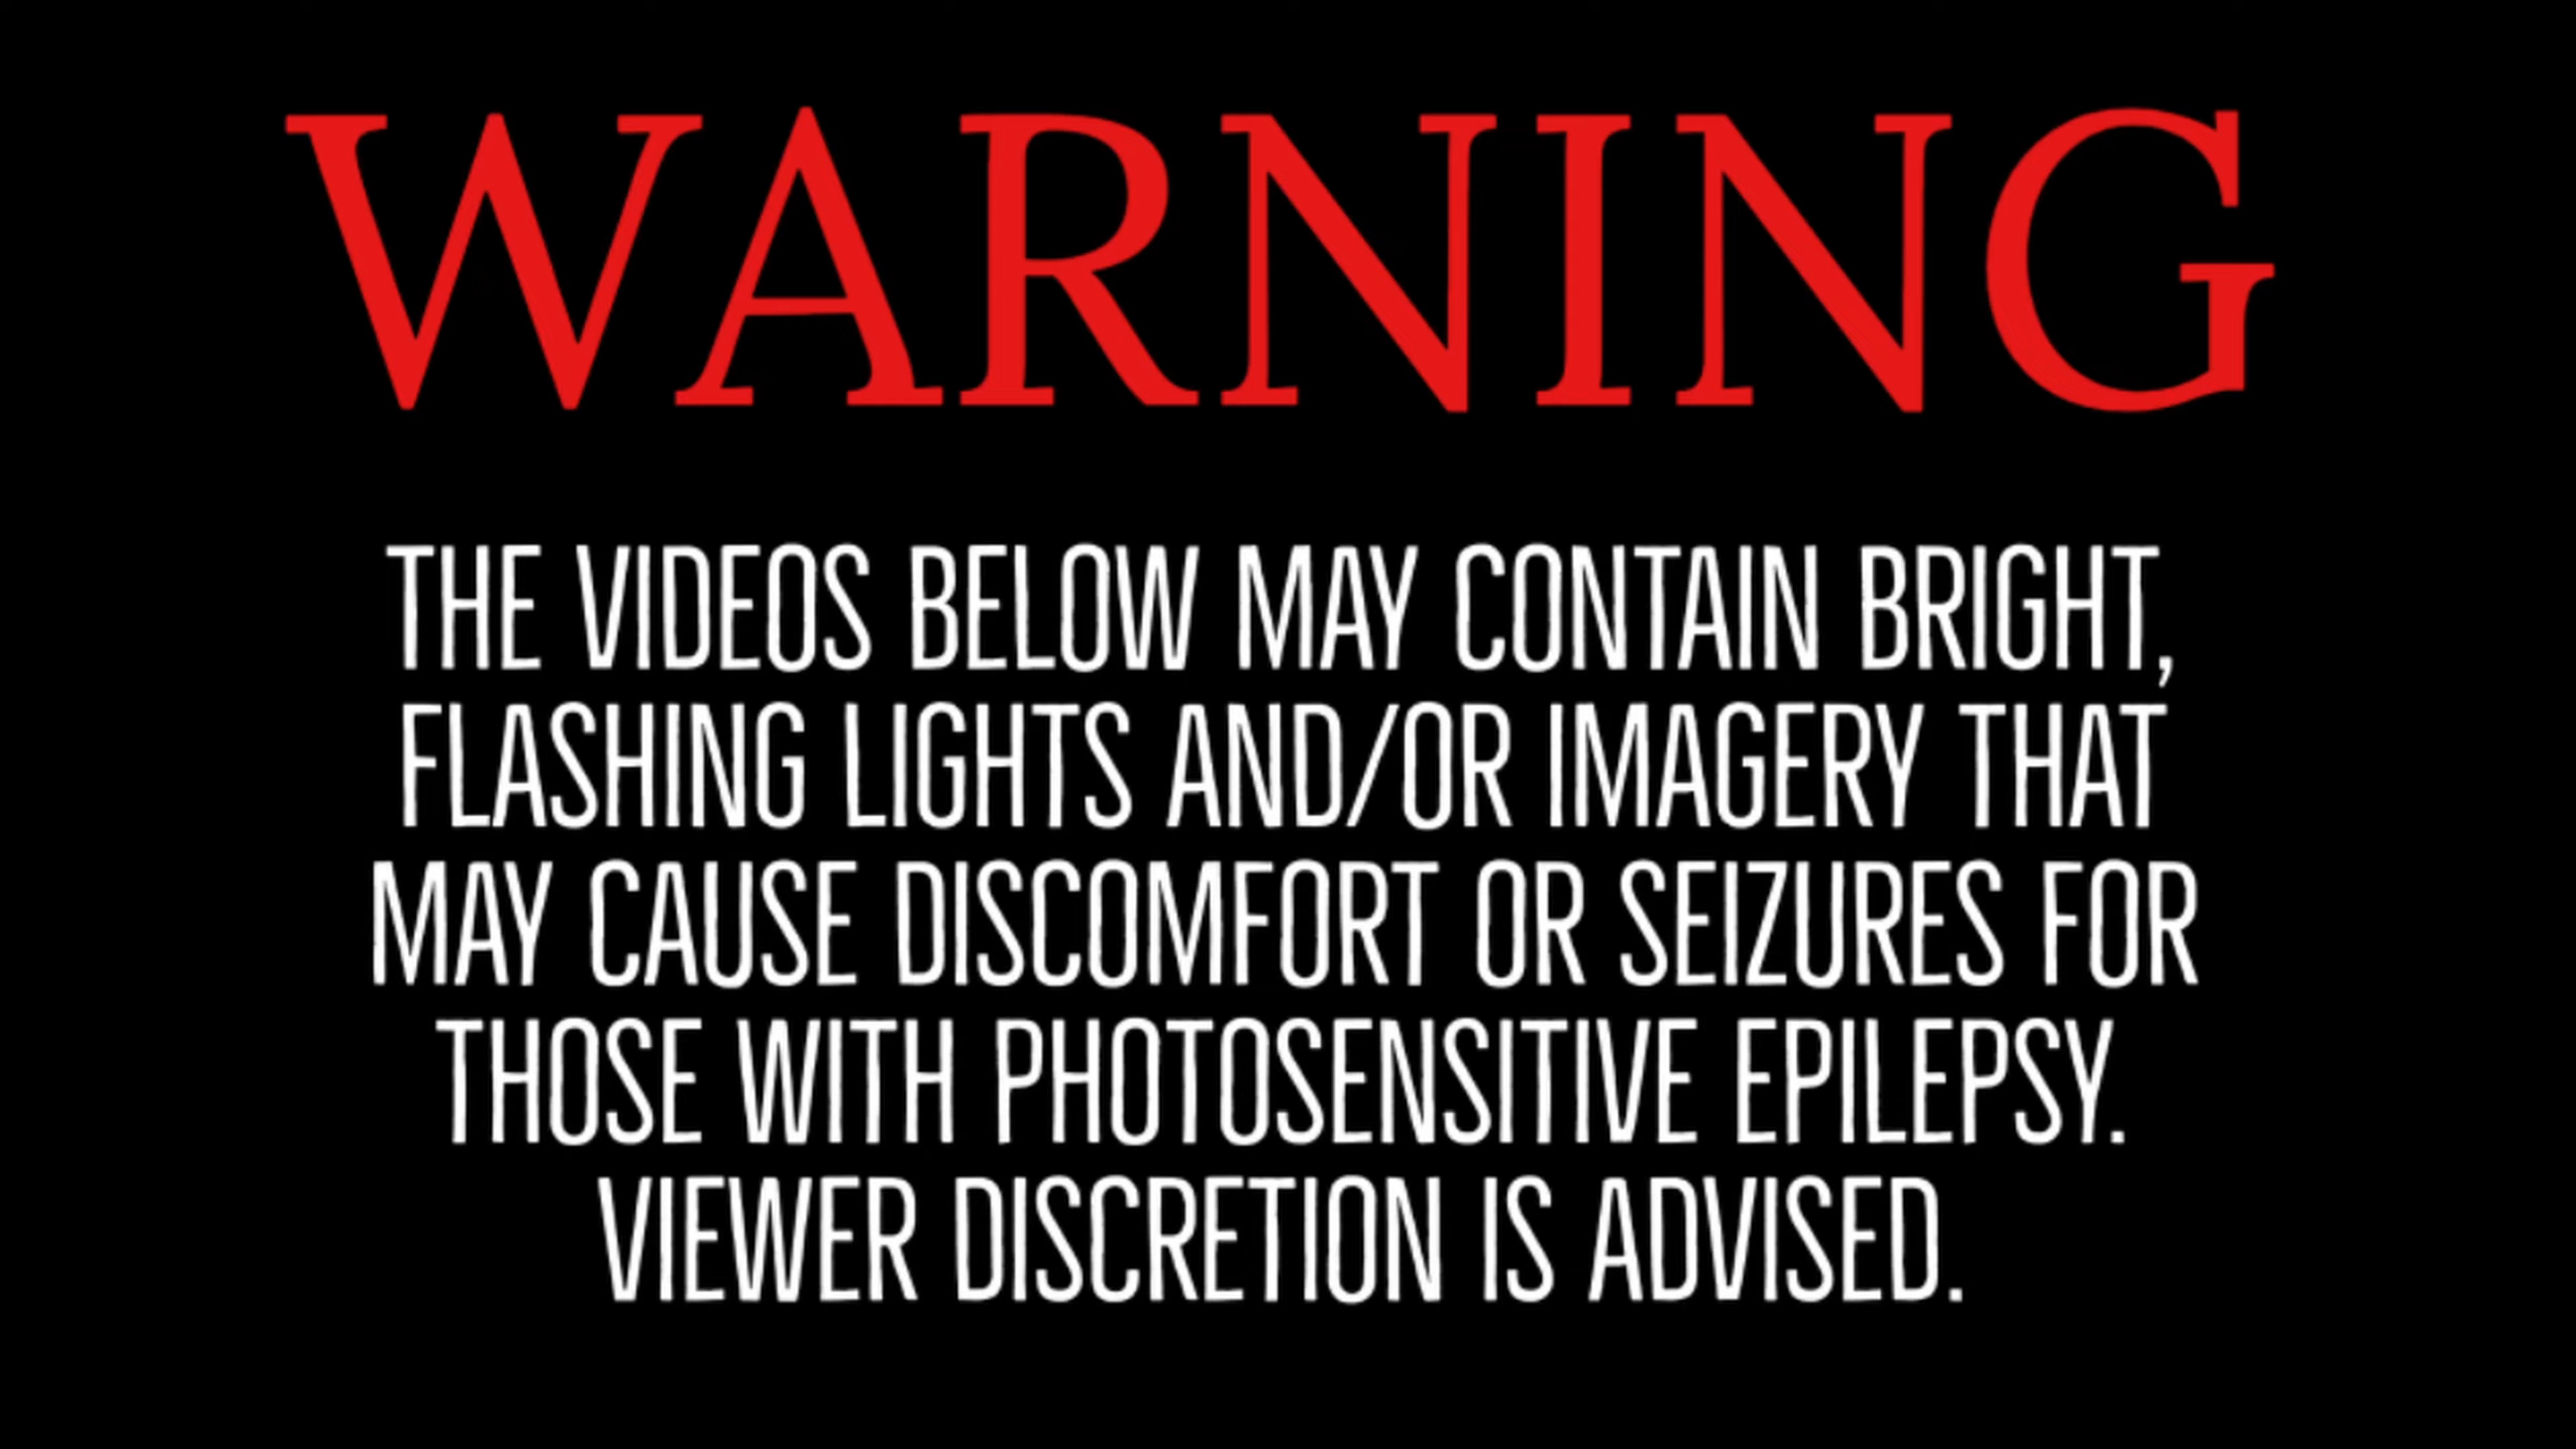 WARNING
THE VIDEOS BELOW MAY CONTAIN BRIGHT,
FLASHING LIGHTS AND/OR IMAGERY THAT
MAY CAUSE DISCOMFORT OR SEIZURES FOR
THOSE WITH PHOTOSENSITIVE EPILEPSY.
VIEWER DISCRETION IS ADVISED.